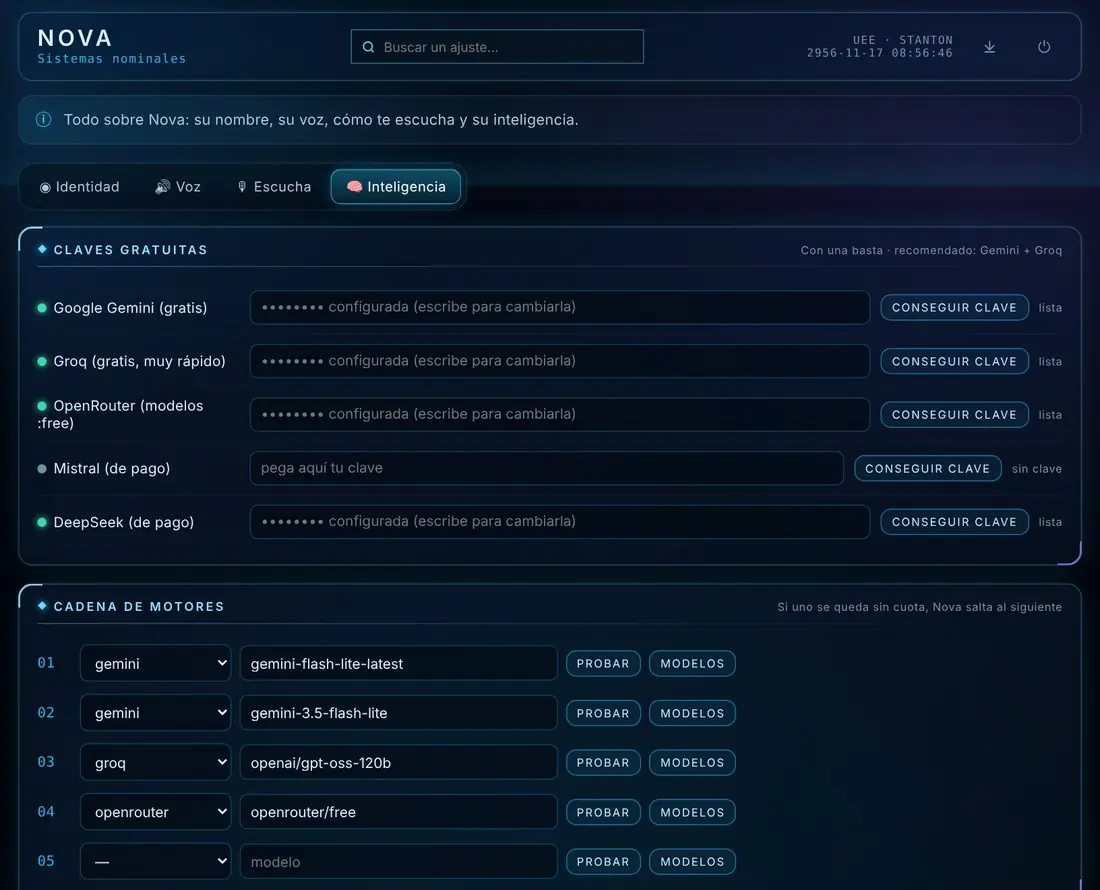 NOVA
Sistemas nominales
Buscar un ajuste...
UEE · STANTON
2956-11-17 08:56:46
Todo sobre Nova: su nombre, su voz, cómo te escucha y su inteligencia.
Identidad
Voz
Escucha
Inteligencia
CLAVES GRATUITAS
Con una basta · recomendado: Gemini + Groq
Google Gemini (gratis)
•••••••• configurada (escribe para cambiarla)
CONSEGUIR CLAVE
lista
Groq (gratis, muy rápido)
•••••••• configurada (escribe para cambiarla)
CONSEGUIR CLAVE
lista
OpenRouter (modelos
:free)
•••••••• configurada (escribe para cambiarla)
CONSEGUIR CLAVE
lista
Mistral (de pago)
pega aquí tu clave
CONSEGUIR CLAVE
sin clave
DeepSeek (de pago)
•••••••• configurada (escribe para cambiarla)
CONSEGUIR CLAVE
lista
CADENA DE MOTORES
Si uno se queda sin cuota, Nova salta al siguiente
01
gemini
gemini-flash-lite-latest
PROBAR
MODELOS
02
gemini
gemini-3.5-flash-lite
PROBAR
MODELOS
03
groq
openai/gpt-oss-120b
PROBAR
MODELOS
04
openrouter
openrouter/free
PROBAR
MODELOS
05
—
modelo
PROBAR
MODELOS